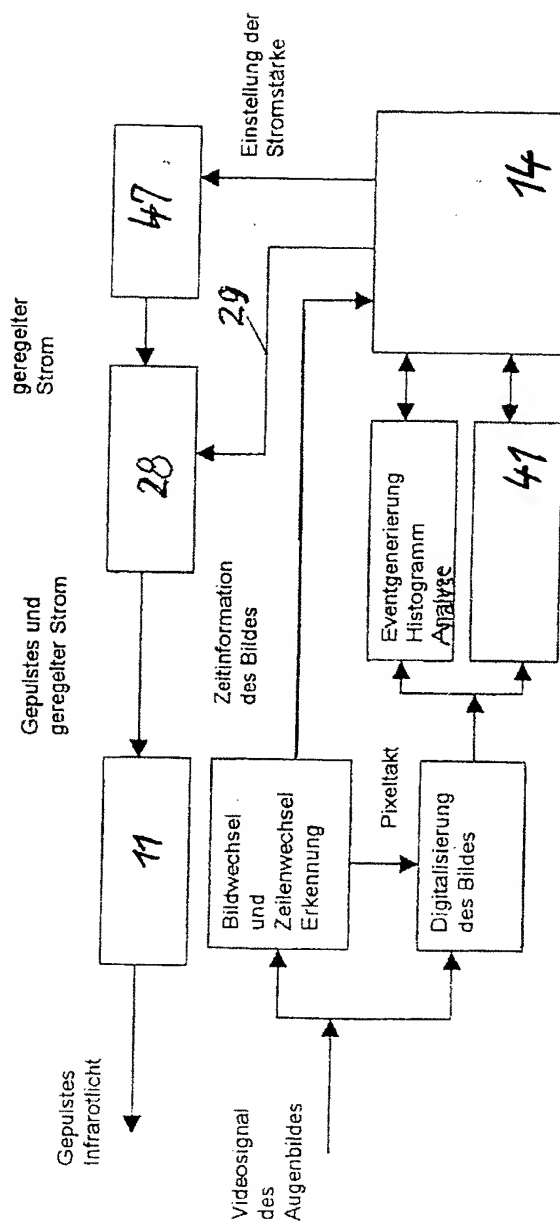 Gepulstes
Infrarotlicht
11
Gepulstes und
geregelter Strom
28
geregelter
Strom
47
Einstellung der
Stromstärke
29
Zeitinformation
des Bildes
14
Videosignal
des
Augenbildes
Bildwechsel
und
Zeilenwechsel
Erkennung
Pixeltakt
Digitalisierung
des Bildes
Eventgenerierung
Histogramm
Analyse
41